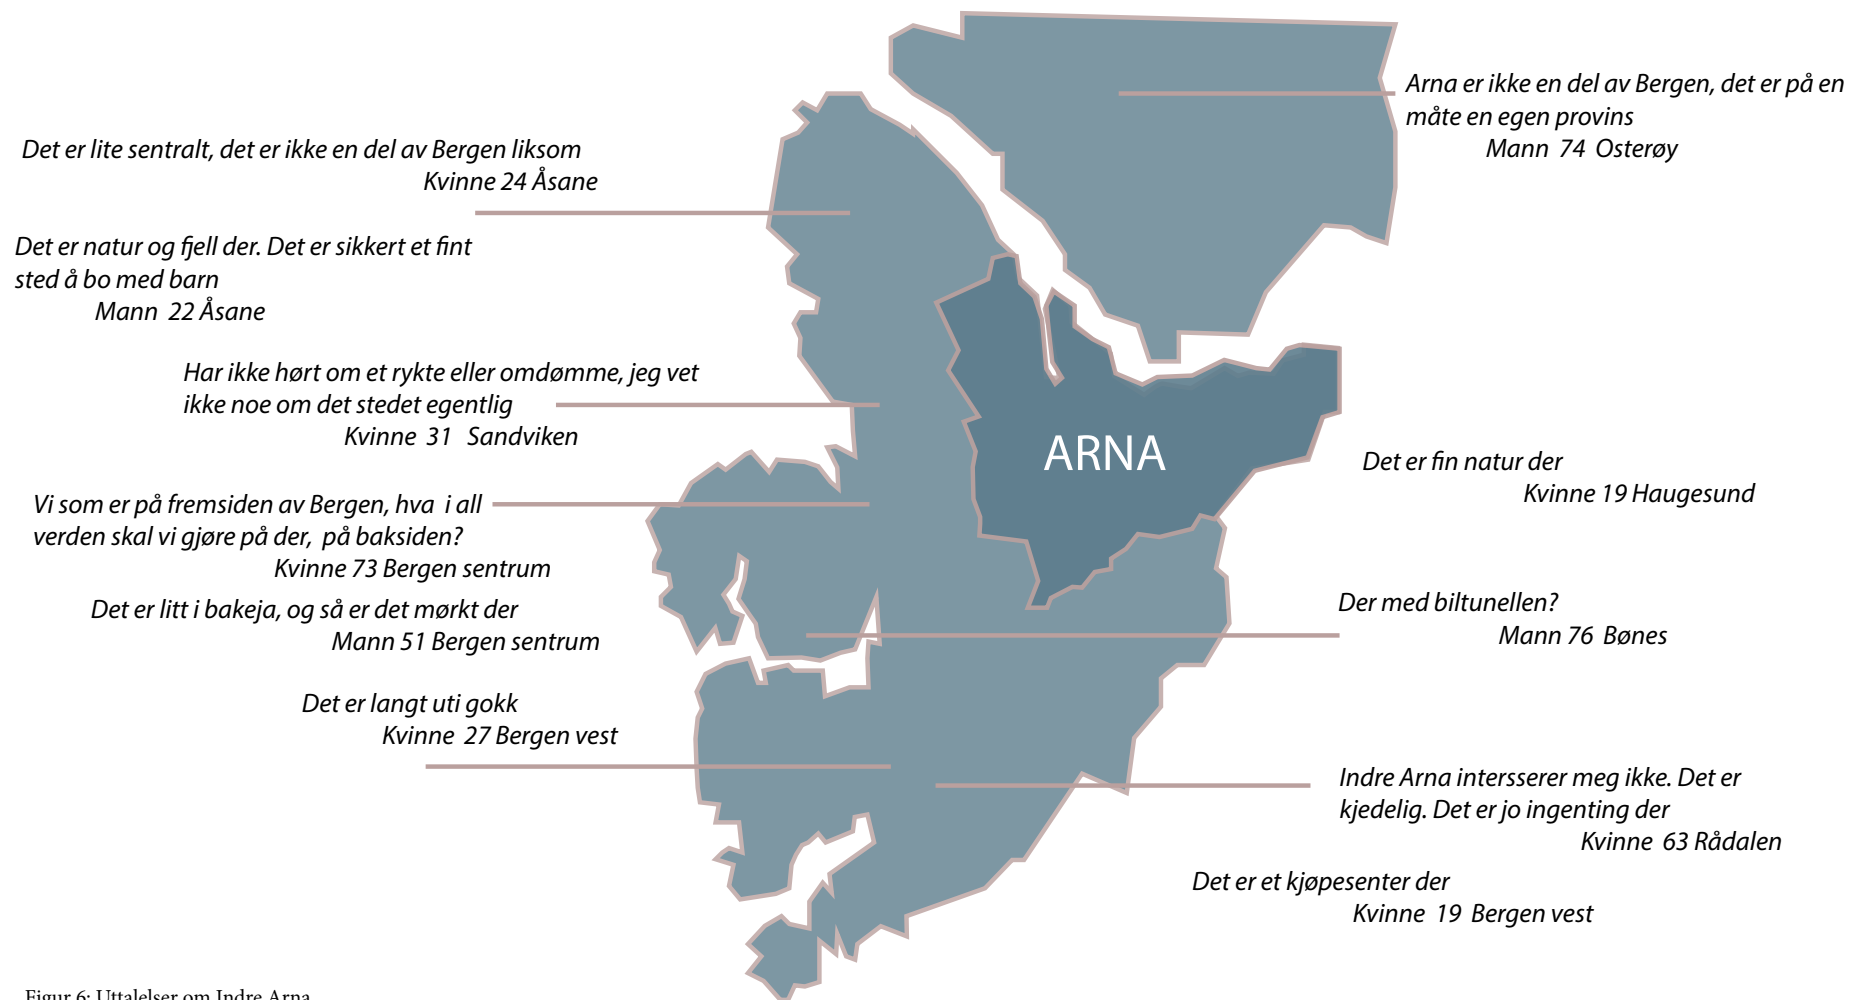 Det er lite sentralt, det er ikke en del av Bergen liksom
Kvinne 24 Åsane
Det er natur og fjell der. Det er sikkert et fint
sted å bo med barn
Mann 22 Åsane
Har ikke hørt om et rykte eller omdømme, jeg vet
ikke noe om det stedet egentlig
Kvinne 31 Sandviken
Vi som er på fremsiden av Bergen, hva i all
verden skal vi gjøre på der, på baksiden?
Kvinne 73 Bergen sentrum
Det er litt i bakeja, og så er det mørkt der
Mann 51 Bergen sentrum
Det er langt uti gokk
Kvinne 27 Bergen vest
ARNA
Arna er ikke en del av Bergen, det er på en
måte en egen provins
Mann 74 Osterøy
Det er fin natur der
Kvinne 19 Haugesund
Der med biltunellen?
Mann 76 Bønes
Indre Arna intersserer meg ikke. Det er
kjedelig. Det er jo ingenting der
Kvinne 63 Rådalen
Det er et kjøpesenter der
Kvinne 19 Bergen vest
Figur 6: Uttalelser om Indre Arna